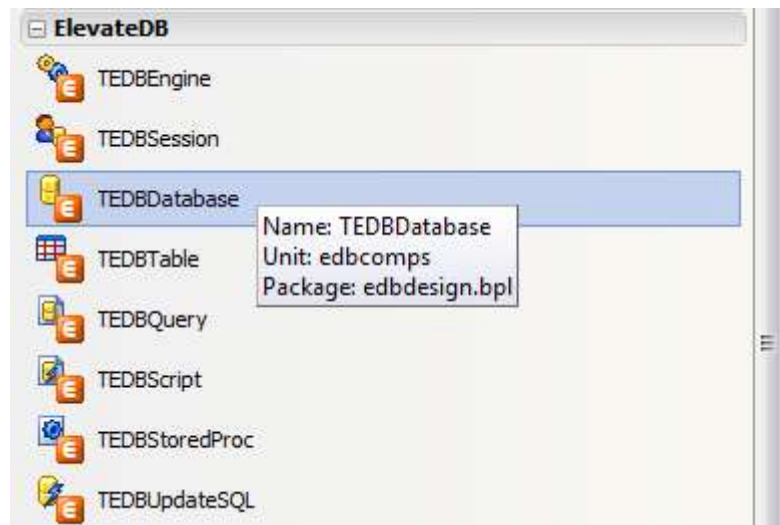 ElevateDB
TEDBEngine
TEDBSession
TEDBDatabase
Name: TEDBDatabase
Unit: edbcomps
Package: edbdesign.bpl
TEDBTable
TEDBQuery
TEDBScript
TEDBStoredProc
TEDBUpdateSQL